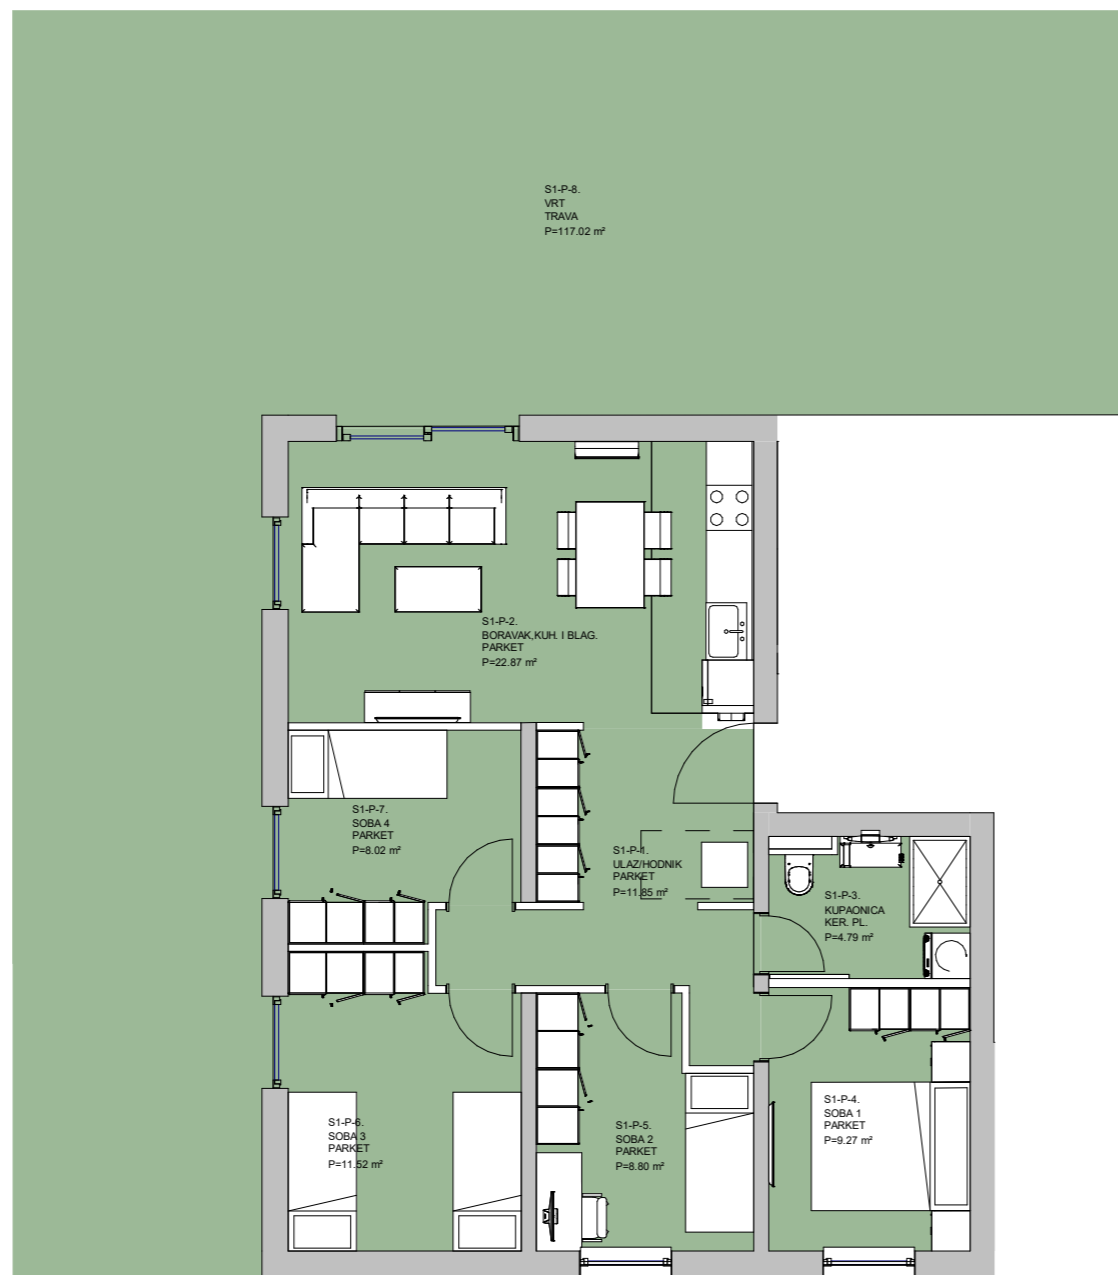 S1-P-8.
VRT
TRAVA
P=117.02 m²
S1-P-2.
BORAVAK,KUH. I BLAG.
PARKET
P=22.87 m²
S1-P-7.
SOBA 4
PARKET
P=8.02 m²
S1-P-1.
ULAZ/HODNIK
PARKET
P=11.85 m²
S1-P-3.
KUPAONICA
KER. PL.
P=4.79 m²
S1-P-6.
SOBA 3
PARKET
P=11.52 m²
S1-P-5.
SOBA 2
PARKET
P=8.80 m²
S1-P-4.
SOBA 1
PARKET
P=9.27 m²